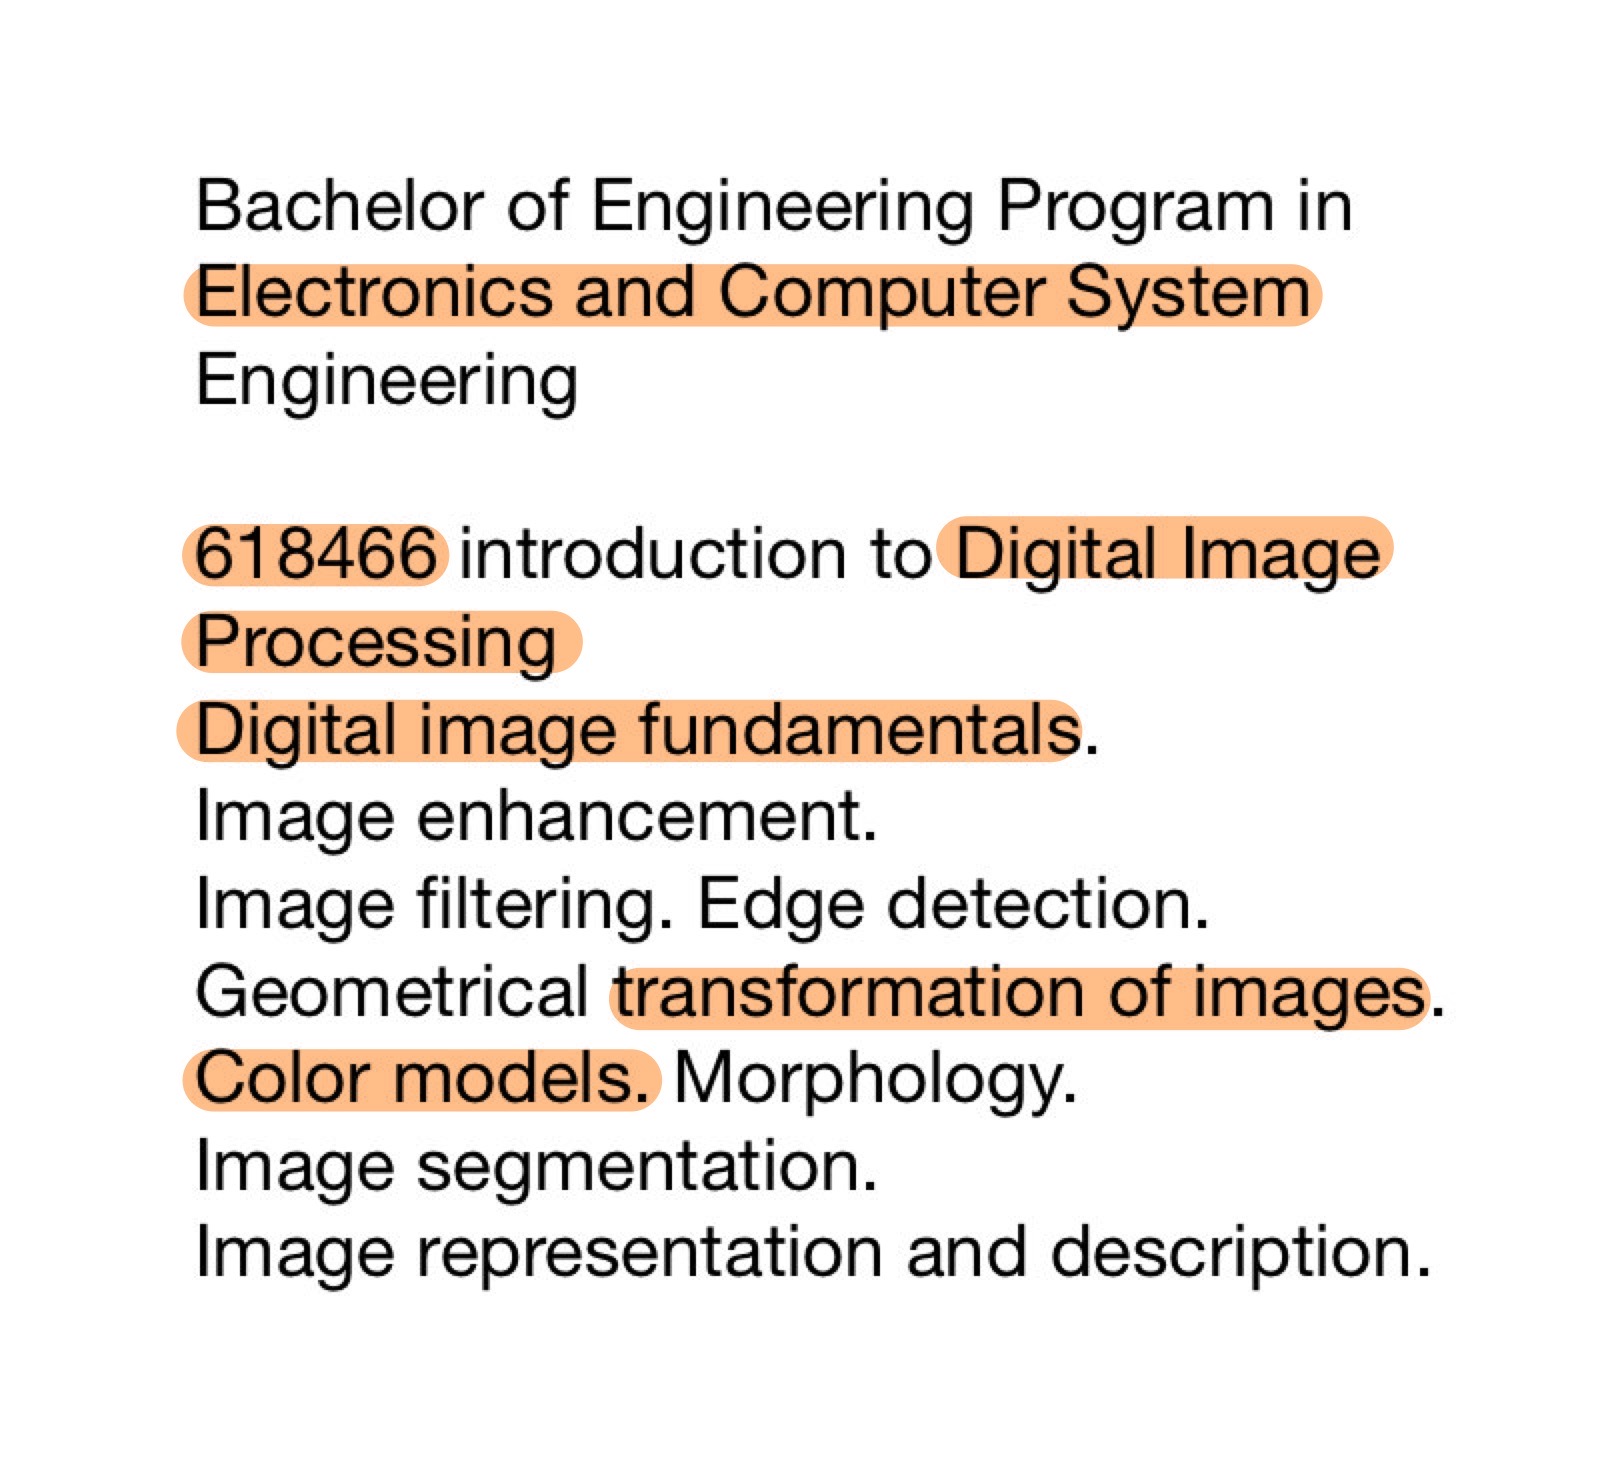 Bachelor of Engineering Program in
Electronics and Computer System
Engineering
618466 introduction to Digital Image
Processing
Digital image fundamentals.
Image enhancement.
Image filtering. Edge detection.
Geometrical transformation of images.
Color models. Morphology.
Image segmentation.
Image representation and description.